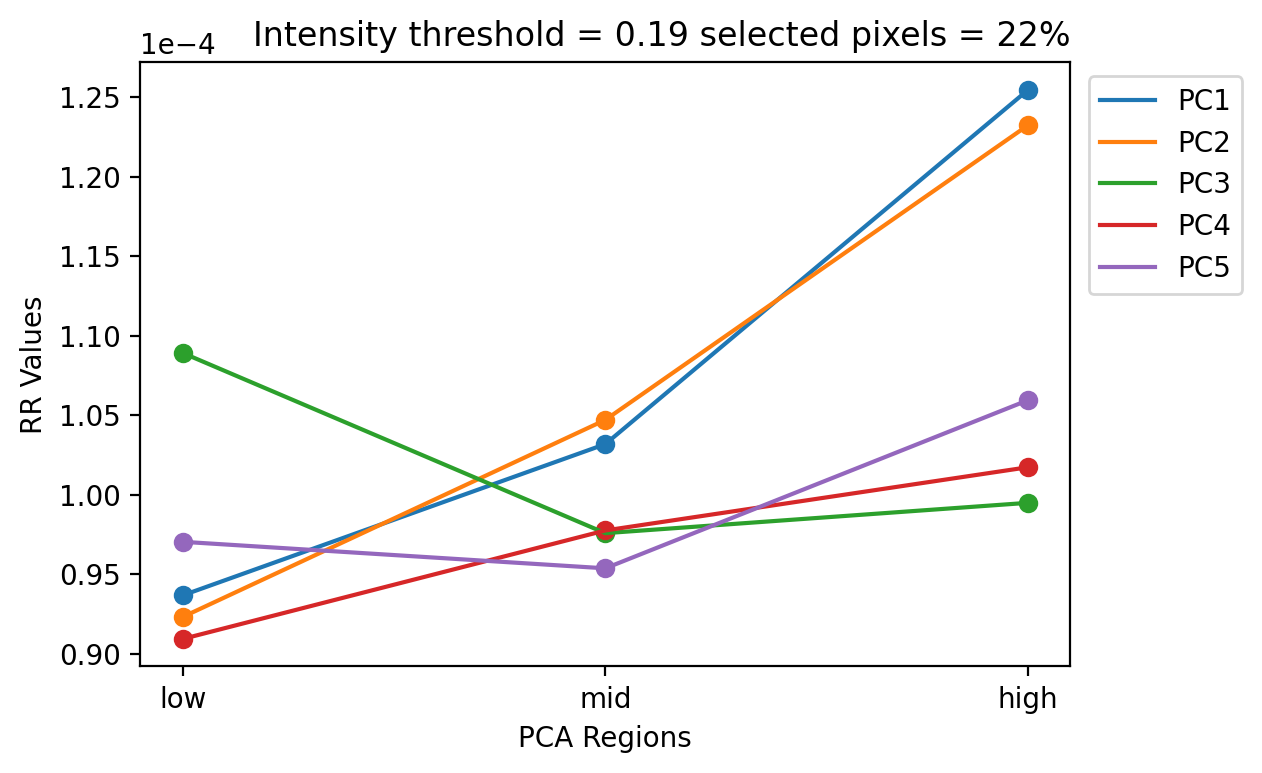 Intensity threshold = 0.19 selected pixels = 22%
1e−4
1.25
1.20
1.15
1.10
1.05
1.00
0.95
0.90
RR Values
low mid high
PCA Regions
PC1
PC2
PC3
PC4
PC5